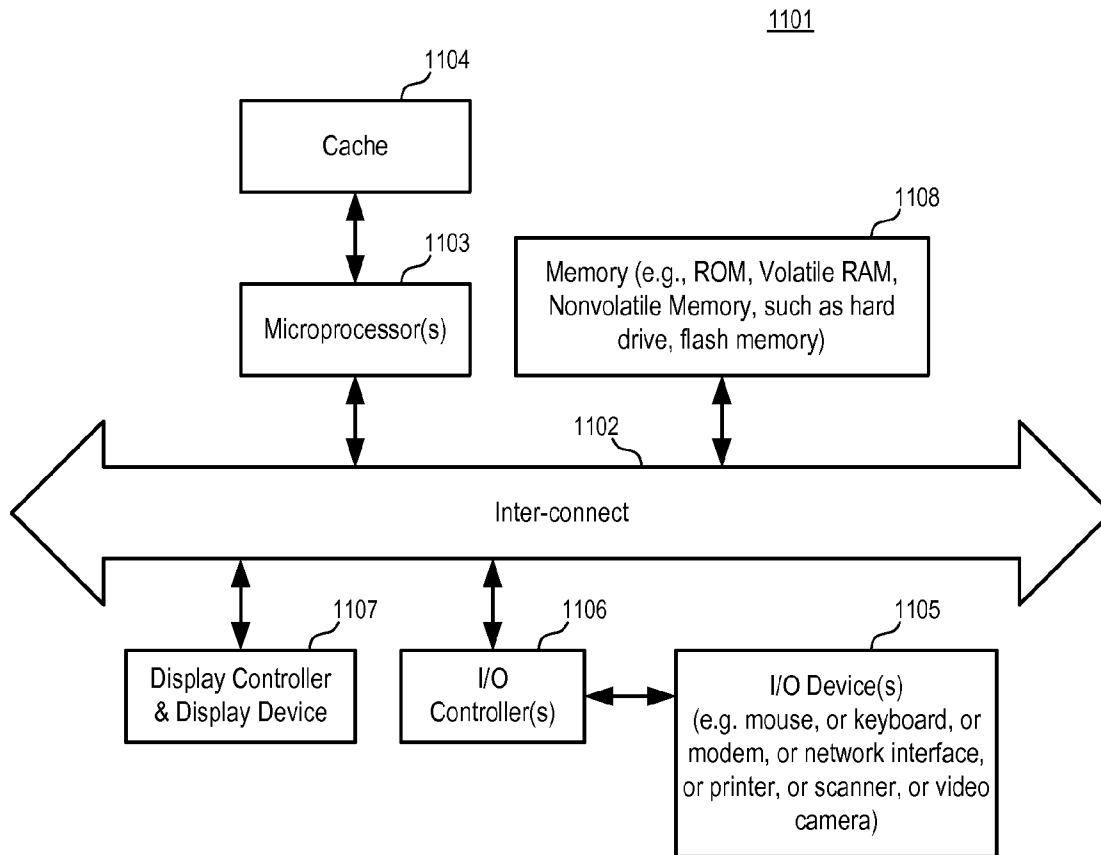 1101
1104
Cache
1103
Microprocessor(s)
1108
Memory (e.g., ROM, Volatile RAM,
Nonvolatile Memory, such as hard
drive, flash memory)
1102
Inter-connect
1107
Display Controller
& Display Device
1106
I/O
Controller(s)
1105
I/O Device(s)
(e.g. mouse, or keyboard, or
modem, or network interface,
or printer, or scanner, or video
camera)